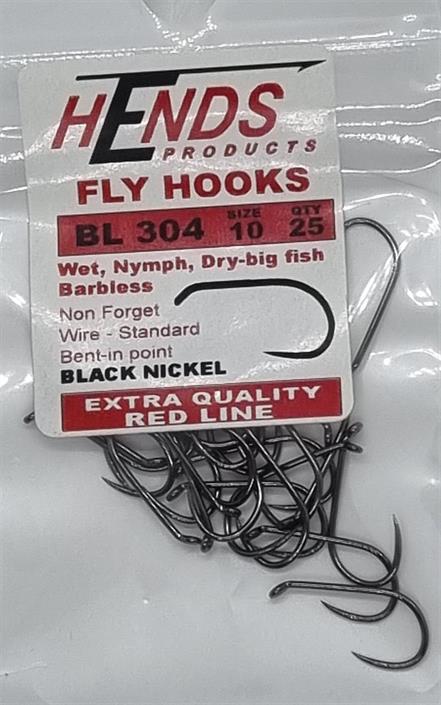 HENDS
PRODUCTS
FLY HOOKS
BL 304 SIZE 10 QTY 25
Wet, Nymph, Dry-big fish
Barbless
Non Forget
Wire - Standard
Bent-in point
BLACK NICKEL
EXTRA QUALITY
RED LINE